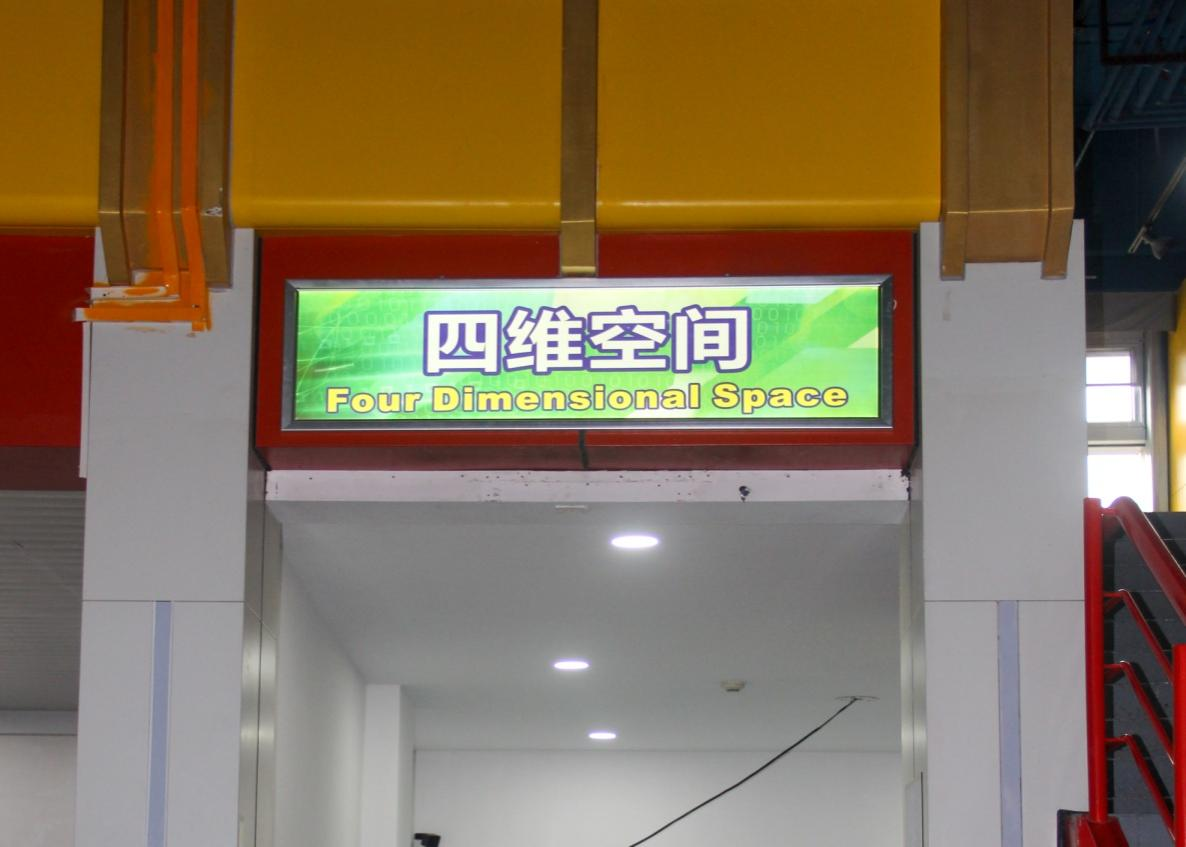 四维空间
Four Dimensional Space